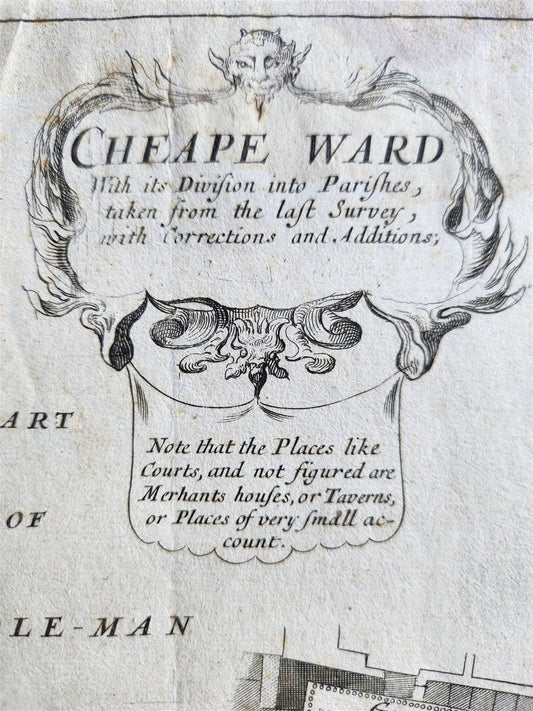 CHEAPE WARD
With its Diviſion into Pariſhes,
taken from the laſt Survey,
with Corrections and Additions;
ART
Note that the Places like
Courts, and not figured are
Merhants houſes, or Taverns,
or Places of very ſmall ac-
count.
OF
LE-MAN